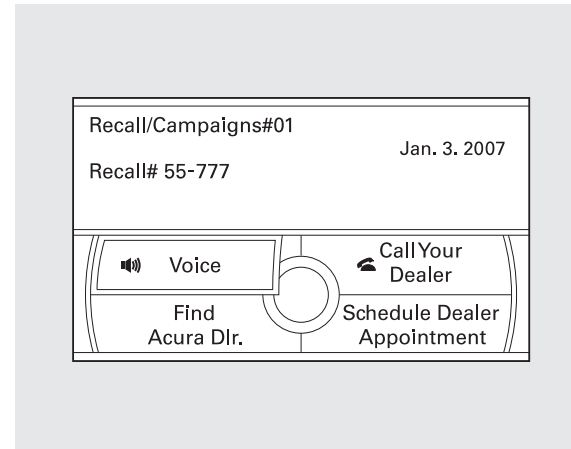 Recall/Campaigns#01
Jan. 3. 2007
Recall# 55-777
Voice
Call Your
Dealer
Find
Acura Dlr.
Schedule Dealer
Appointment